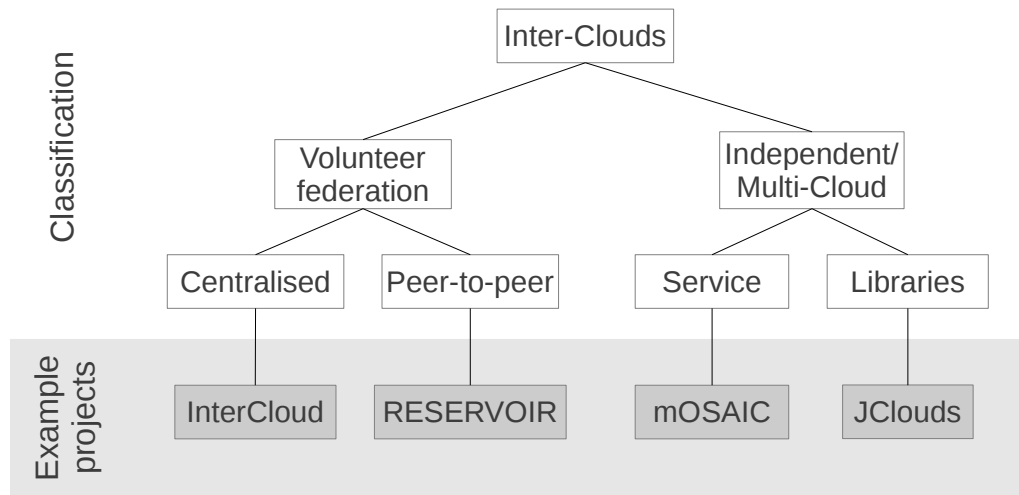 Classification
Inter-Clouds
Volunteer
federation
Independent/
Multi-Cloud
Centralised
Peer-to-peer
Service
Libraries
Example
projects
InterCloud
RESERVOIR
mOSAIC
JClouds